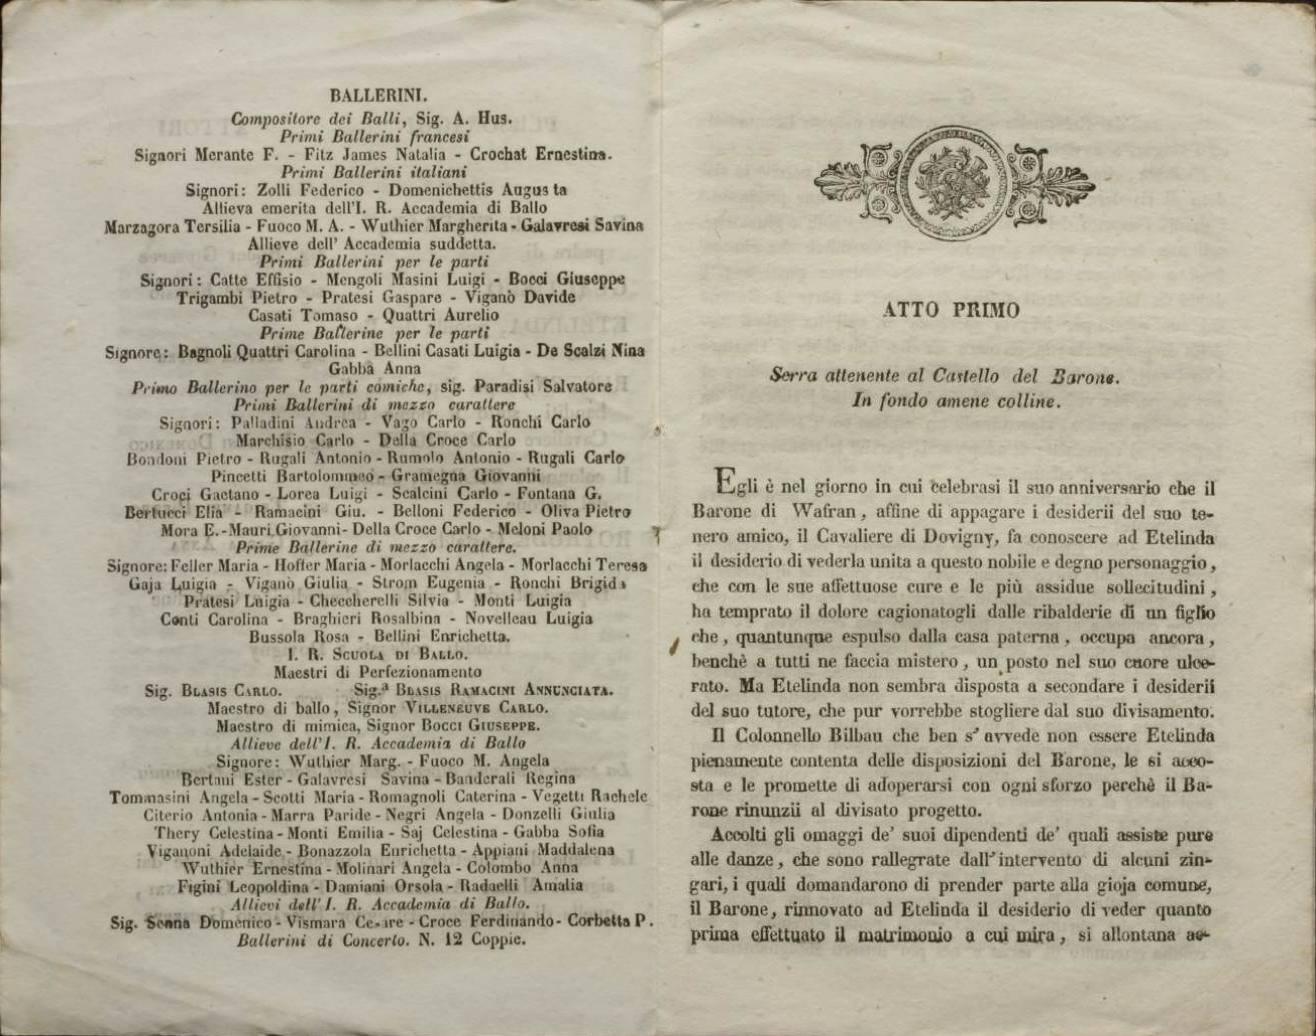 BALLERINI.
Compositore dei Balli, Sig. A. Hus.
Primi Ballerini francesi
Signori Merante F. - Fitz James Natalia - Crochat Ernestina.
Primi Ballerini italiani
Signori: Zolli Federico - Domenichettis Augusta
Allieva emerita dell'I. R. Accademia di Ballo
Marzagora Tersilia - Fuoco M. A. - Wuthier Margherita - Galavresi Savina
Allieve dell' Accademia suddetta.
Primi Ballerini per le parti
Signori: Catte Effisio - Mengoli Masini Luigi - Bocci Giuseppe
Trigambi Pietro - Pratesi Gaspare - Viganò Davide
Casati Tomaso - Quattri Aurelio
Prime Ballerine per le parti
Signore: Bagnoli Quattri Carolina - Bellini Casati Luigia - De Scalzi Nina
Gabba Anna
Primo Ballerino per le parti comiche, sig. Paradisi Salvatore
Primi Ballerini di mezzo carattere
Signori: Palladini Andrea - Vago Carlo - Ronchi Carlo
Marchisio Carlo - Della Croce Carlo
Bondoni Pietro - Rugali Antonio - Rumolo Antonio - Rugali Carlo
Pincetti Bartolommeo - Gramegna Giovanni
Croci Gaetano - Lorea Luigi - Scalcini Carlo - Fontana G.
Bertucci Elia - Ramacini Giu. - Belloni Federico - Oliva Pietro
Mora E.-Mauri Giovanni- Della Croce Carlo - Meloni Paolo
Prime Ballerine di mezzo carattere.
Signore: Feller Maria - Hoffer Maria - Morlacchi Angela - Morlacchi Teresa
Gaja Luigia - Viganò Giulia - Strom Eugenia - Ronchi Brigida
Pratesi Luigia - Checcherelli Silvia - Monti Luigia
Conti Carolina - Braghieri Rosalbina - Novelleau Luigia
Bussola Rosa - Bellini Enrichetta.
I. R. SCUOLA DI BALLO.
Maestri di Perfezionamento
Sig. BLASIS CARLO. Sig.ª BLASIS RAMACINI ANNUNCIATA.
Maestro di ballo, Signor VILLENEUVE CARLO.
Maestro di mimica, Signor BOCCI GIUSEPPE.
Allieve dell'I. R. Accademia di Ballo
Signore: Wuthier Marg. - Fuoco M. Angela
Bertani Ester - Galavresi Savina - Banderali Regina
Tommasini Angela - Scotti Maria - Romagnoli Caterina - Vegetti Rachele
Citerio Antonia - Marra Paride - Negri Angela - Donzelli Giulia
Thery Celestina - Monti Emilia - Saj Celestina - Gabba Sofia
Viganoni Adelaide - Bonazzola Enrichetta - Appiani Maddalena
Wuthier Ernestina - Molinari Angela - Colombo Anna
Figini Leopoldina - Damiani Orsola - Radaelli Amalia
Allievi dell'I. R. Accademia di Ballo.
Sig. Senna Domenico - Vismara Cesare - Croce Ferdinando - Corbetta P.
Ballerini di Concerto. N. 12 Coppie.
ATTO PRIMO
Serra attenente al Castello del Barone.
In fondo amene colline.
Egli è nel giorno in cui celebrasi il suo anniversario che il
Barone di Wafran, affine di appagare i desiderii del suo te-
nero amico, il Cavaliere di Dovigny, fa conoscere ad Etelinda
il desiderio di vederla unita a questo nobile e degno personaggio,
che con le sue affettuose cure e le più assidue sollecitudini,
ha temprato il dolore cagionatogli dalle ribalderie di un figlio
che, quantunque espulso dalla casa paterna, occupa ancora,
benchè a tutti ne faccia mistero, un posto nel suo cuore ulce-
rato. Ma Etelinda non sembra disposta a secondare i desiderii
del suo tutore, che pur vorrebbe stogliere dal suo divisamento.
Il Colonnello Bilbau che ben s' avvede non essere Etelinda
pienamente contenta delle disposizioni del Barone, le si acco-
sta e le promette di adoperarsi con ogni sforzo perchè il Ba-
rone rinunzii al divisato progetto.
Accolti gli omaggi de' suoi dipendenti de' quali assiste pure
alle danze, che sono rallegrate dall' intervento di alcuni zin-
gari, i quali domandarono di prender parte alla gioja comune,
il Barone, rinnovato ad Etelinda il desiderio di veder quanto
prima effettuato il matrimonio a cui mira, si allontana ac-